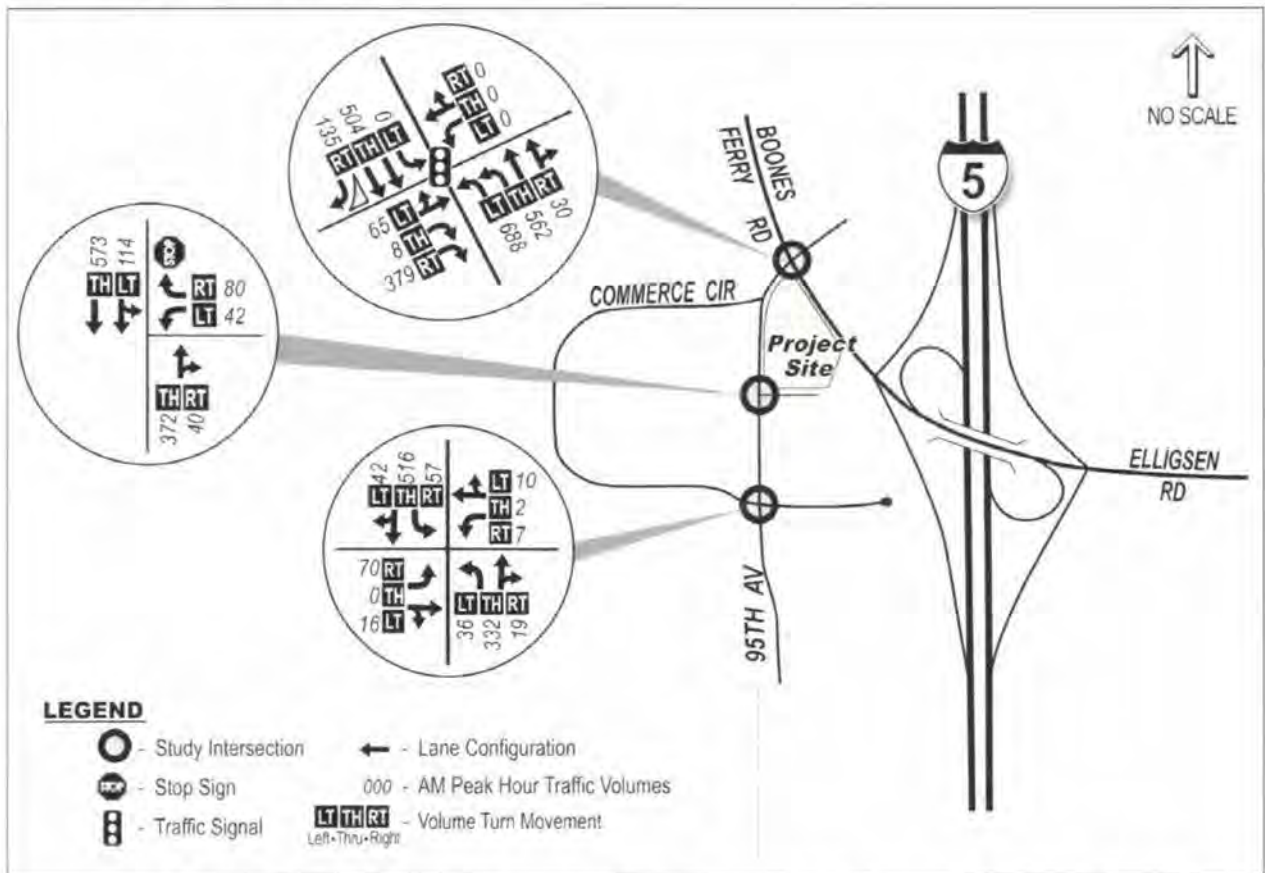 NO SCALE
5
BOONES
FERRY
RD
COMMERCE CIR
Project
Site
ELLIGSEN
RD
95TH AV
RT 0
TH 0
LT 0
135 504 0
RT TH LT
65 LT
8 TH
379 RT
LT TH RT
688 562 30
573 114
TH LT
STOP
RT 80
LT 42
TH RT
372 40
42 516 57
LT TH RT
LT 10
TH 2
RT 7
70 RT
0 TH
16 LT
LT TH RT
36 332 19
LEGEND
- Study Intersection
- Lane Configuration
STOP - Stop Sign
000 - AM Peak Hour Traffic Volumes
- Traffic Signal
LT TH RT - Volume Turn Movement
Left•Thru•Right